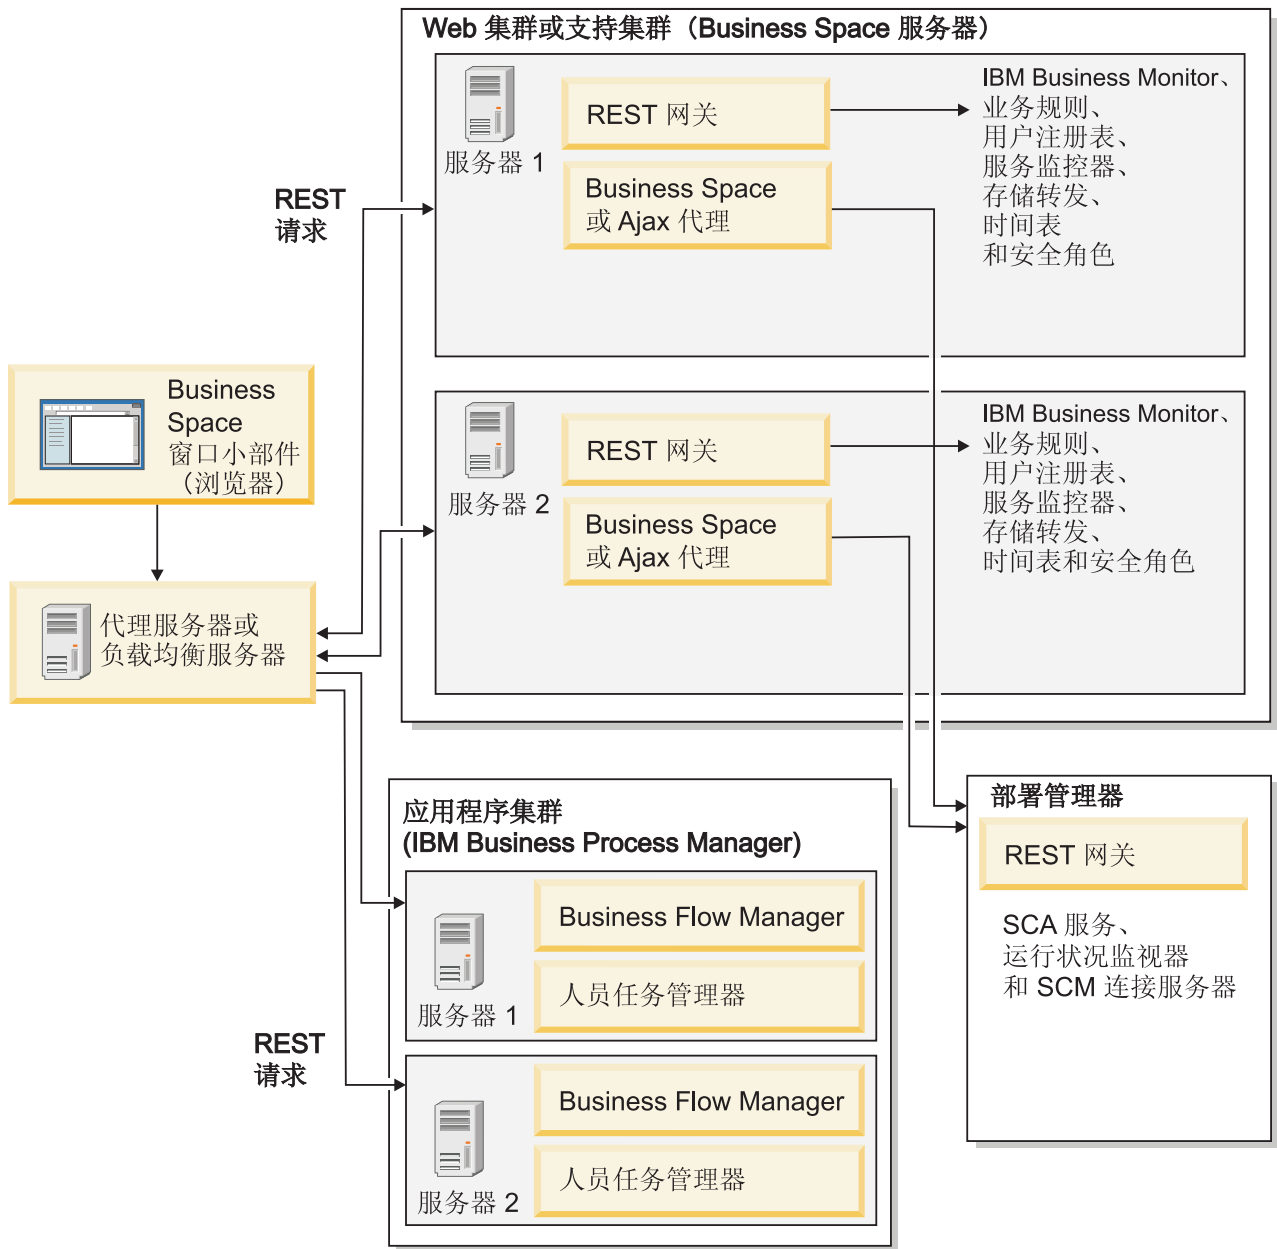 Web 集群或支持集群（Business Space 服务器）
服务器 1
REST 网关
Business Space
或 Ajax 代理
IBM Business Monitor、
业务规则、
用户注册表、
服务监控器、
存储转发、
时间表
和安全角色
REST
请求
服务器 2
REST 网关
Business Space
或 Ajax 代理
IBM Business Monitor、
业务规则、
用户注册表、
服务监控器、
存储转发、
时间表和安全角色
Business
Space
窗口小部件
（浏览器）
代理服务器或
负载均衡服务器
应用程序集群
(IBM Business Process Manager)
服务器 1
Business Flow Manager
人员任务管理器
REST
请求
服务器 2
Business Flow Manager
人员任务管理器
部署管理器
REST 网关
SCA 服务、
运行状况监视器
和 SCM 连接服务器